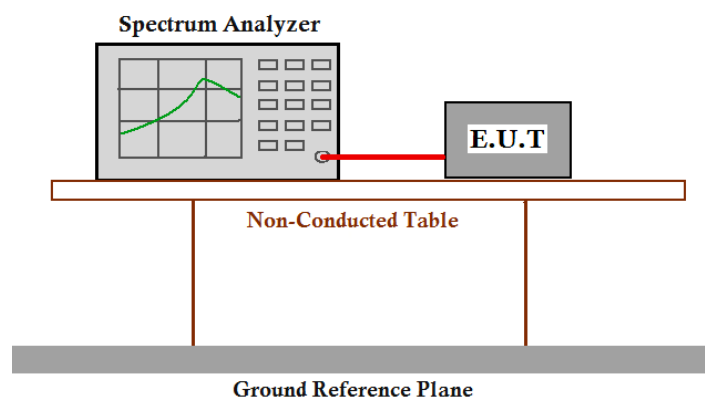 Spectrum Analyzer
E.U.T
Non-Conducted Table
Ground Reference Plane